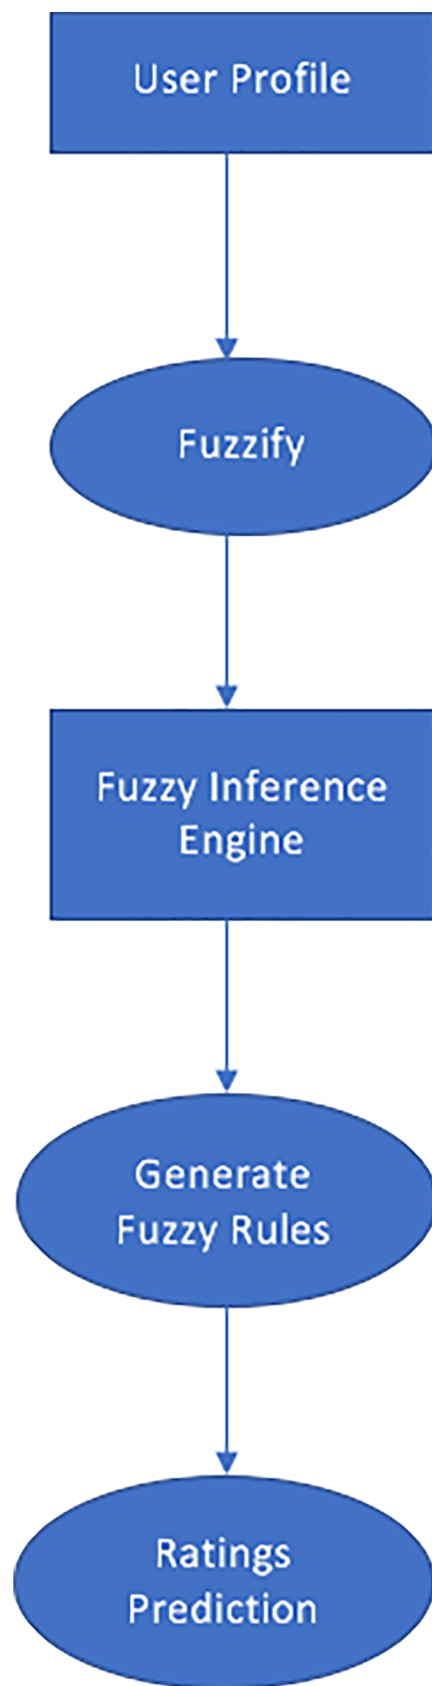 User Profile
Fuzzify
Fuzzy Inference
Engine
Generate
Fuzzy Rules
Ratings
Prediction